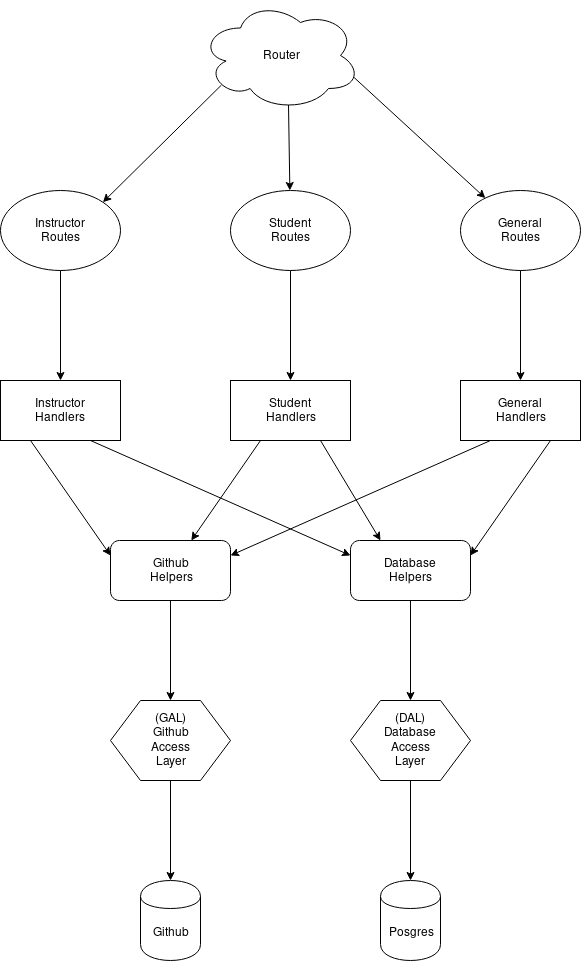 Router
Instructor
Routes
Student
Routes
General
Routes
Instructor
Handlers
Student
Handlers
General
Handlers
Github
Helpers
Database
Helpers
(GAL)
Github
Access
Layer
(DAL)
Database
Access
Layer
Github
Posgres